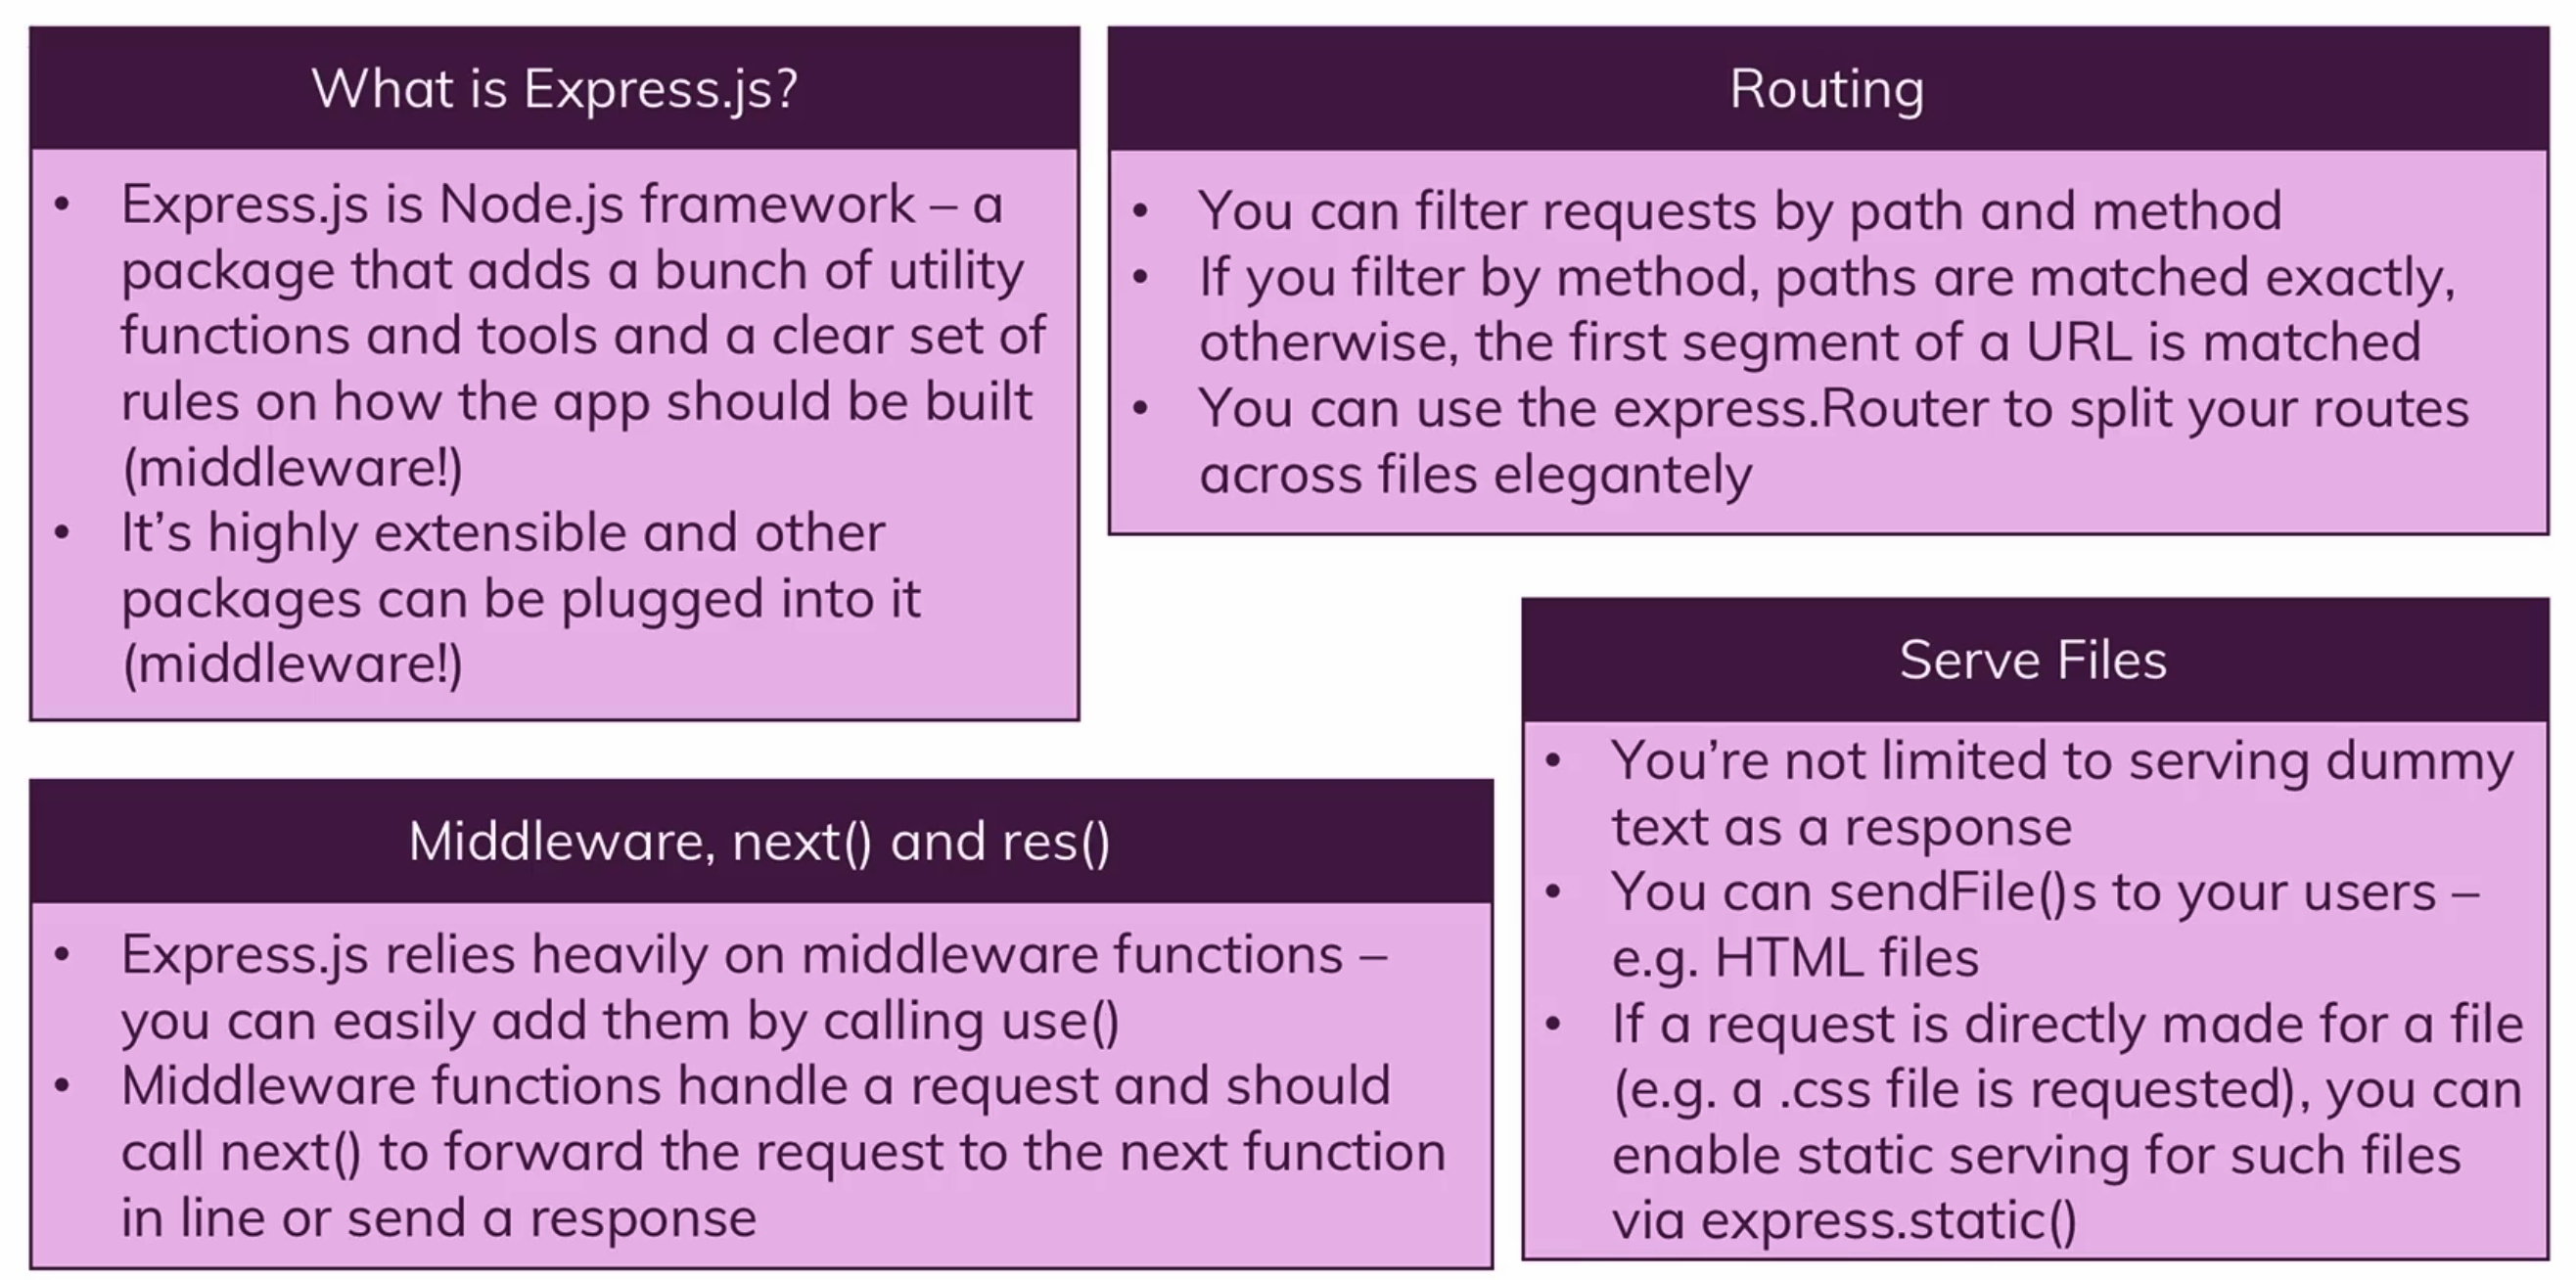 What is Express.js?
• Express.js is Node.js framework – a
package that adds a bunch of utility
functions and tools and a clear set of
rules on how the app should be built
(middleware!)
• It’s highly extensible and other
packages can be plugged into it
(middleware!)
Routing
• You can filter requests by path and method
• If you filter by method, paths are matched exactly,
otherwise, the first segment of a URL is matched
• You can use the express.Router to split your routes
across files elegantely
Middleware, next() and res()
• Express.js relies heavily on middleware functions –
you can easily add them by calling use()
• Middleware functions handle a request and should
call next() to forward the request to the next function
in line or send a response
Serve Files
• You’re not limited to serving dummy
text as a response
• You can sendFile()s to your users –
e.g. HTML files
• If a request is directly made for a file
(e.g. a .css file is requested), you can
enable static serving for such files
via express.static()